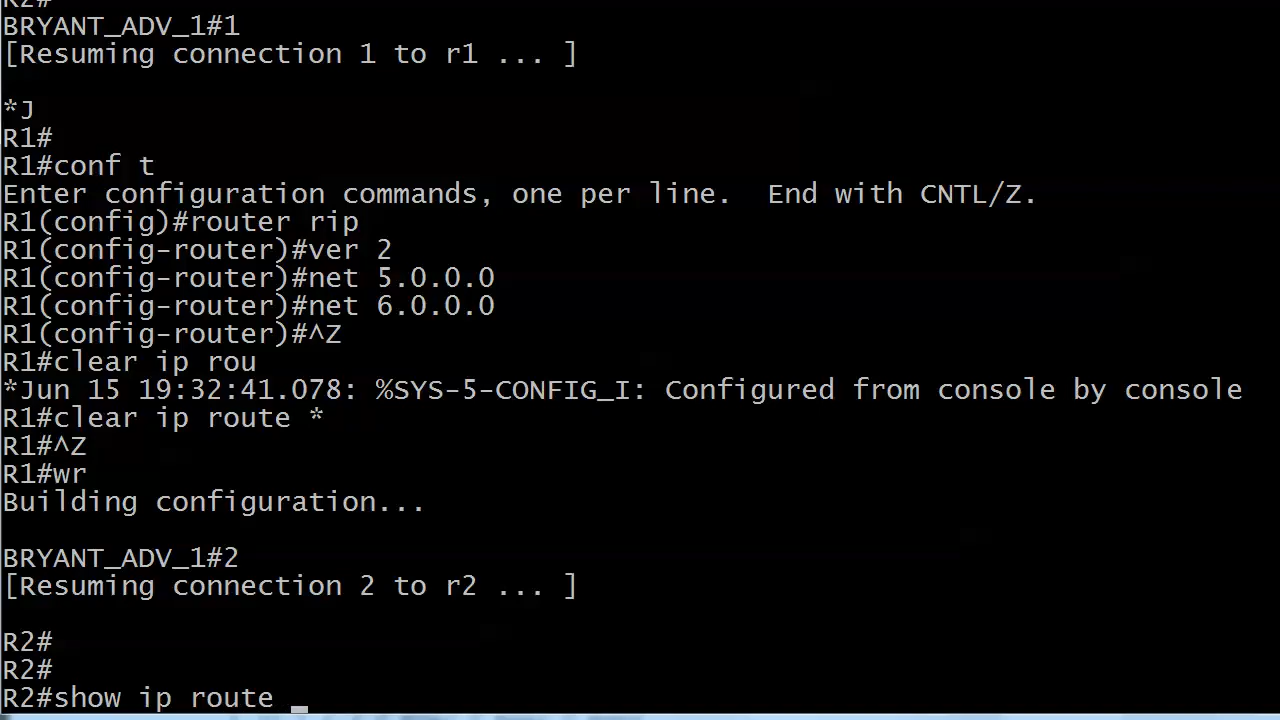 R2#
BRYANT_ADV_1#1
[Resuming connection 1 to r1 ... ]
*J
R1#
R1#conf t
Enter configuration commands, one per line.  End with CNTL/Z.
R1(config)#router rip
R1(config-router)#ver 2
R1(config-router)#net 5.0.0.0
R1(config-router)#net 6.0.0.0
R1(config-router)#^Z
R1#clear ip rou
*Jun 15 19:32:41.078: %SYS-5-CONFIG_I: Configured from console by console
R1#clear ip route *
R1#^Z
R1#wr
Building configuration...
BRYANT_ADV_1#2
[Resuming connection 2 to r2 ... ]
R2#
R2#
R2#show ip route _